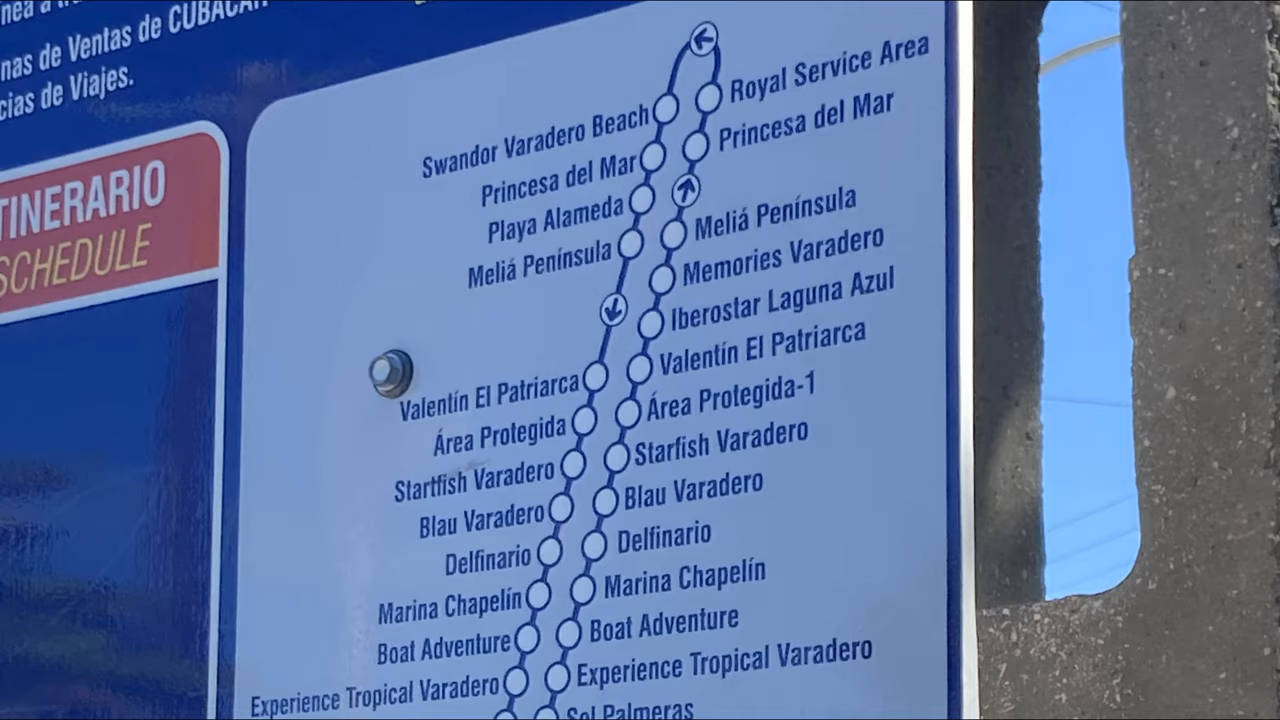 nas de Ventas de
cias de Viajes.
TINERARIO
SCHEDULE
Swandor Varadero Beach
Princesa del Mar
Playa Alameda
Meliá Península
Valentín El Patriarca
Área Protegida
Startfish Varadero
Blau Varadero
Delfinario
Marina Chapelín
Boat Adventure
Experience Tropical Varadero
Royal Service Area
Princesa del Mar
Meliá Península
Memories Varadero
Iberostar Laguna Azul
Valentín El Patriarca
Área Protegida-1
Starfish Varadero
Blau Varadero
Delfinario
Marina Chapelín
Boat Adventure
Experience Tropical Varadero
Sol Palmeras